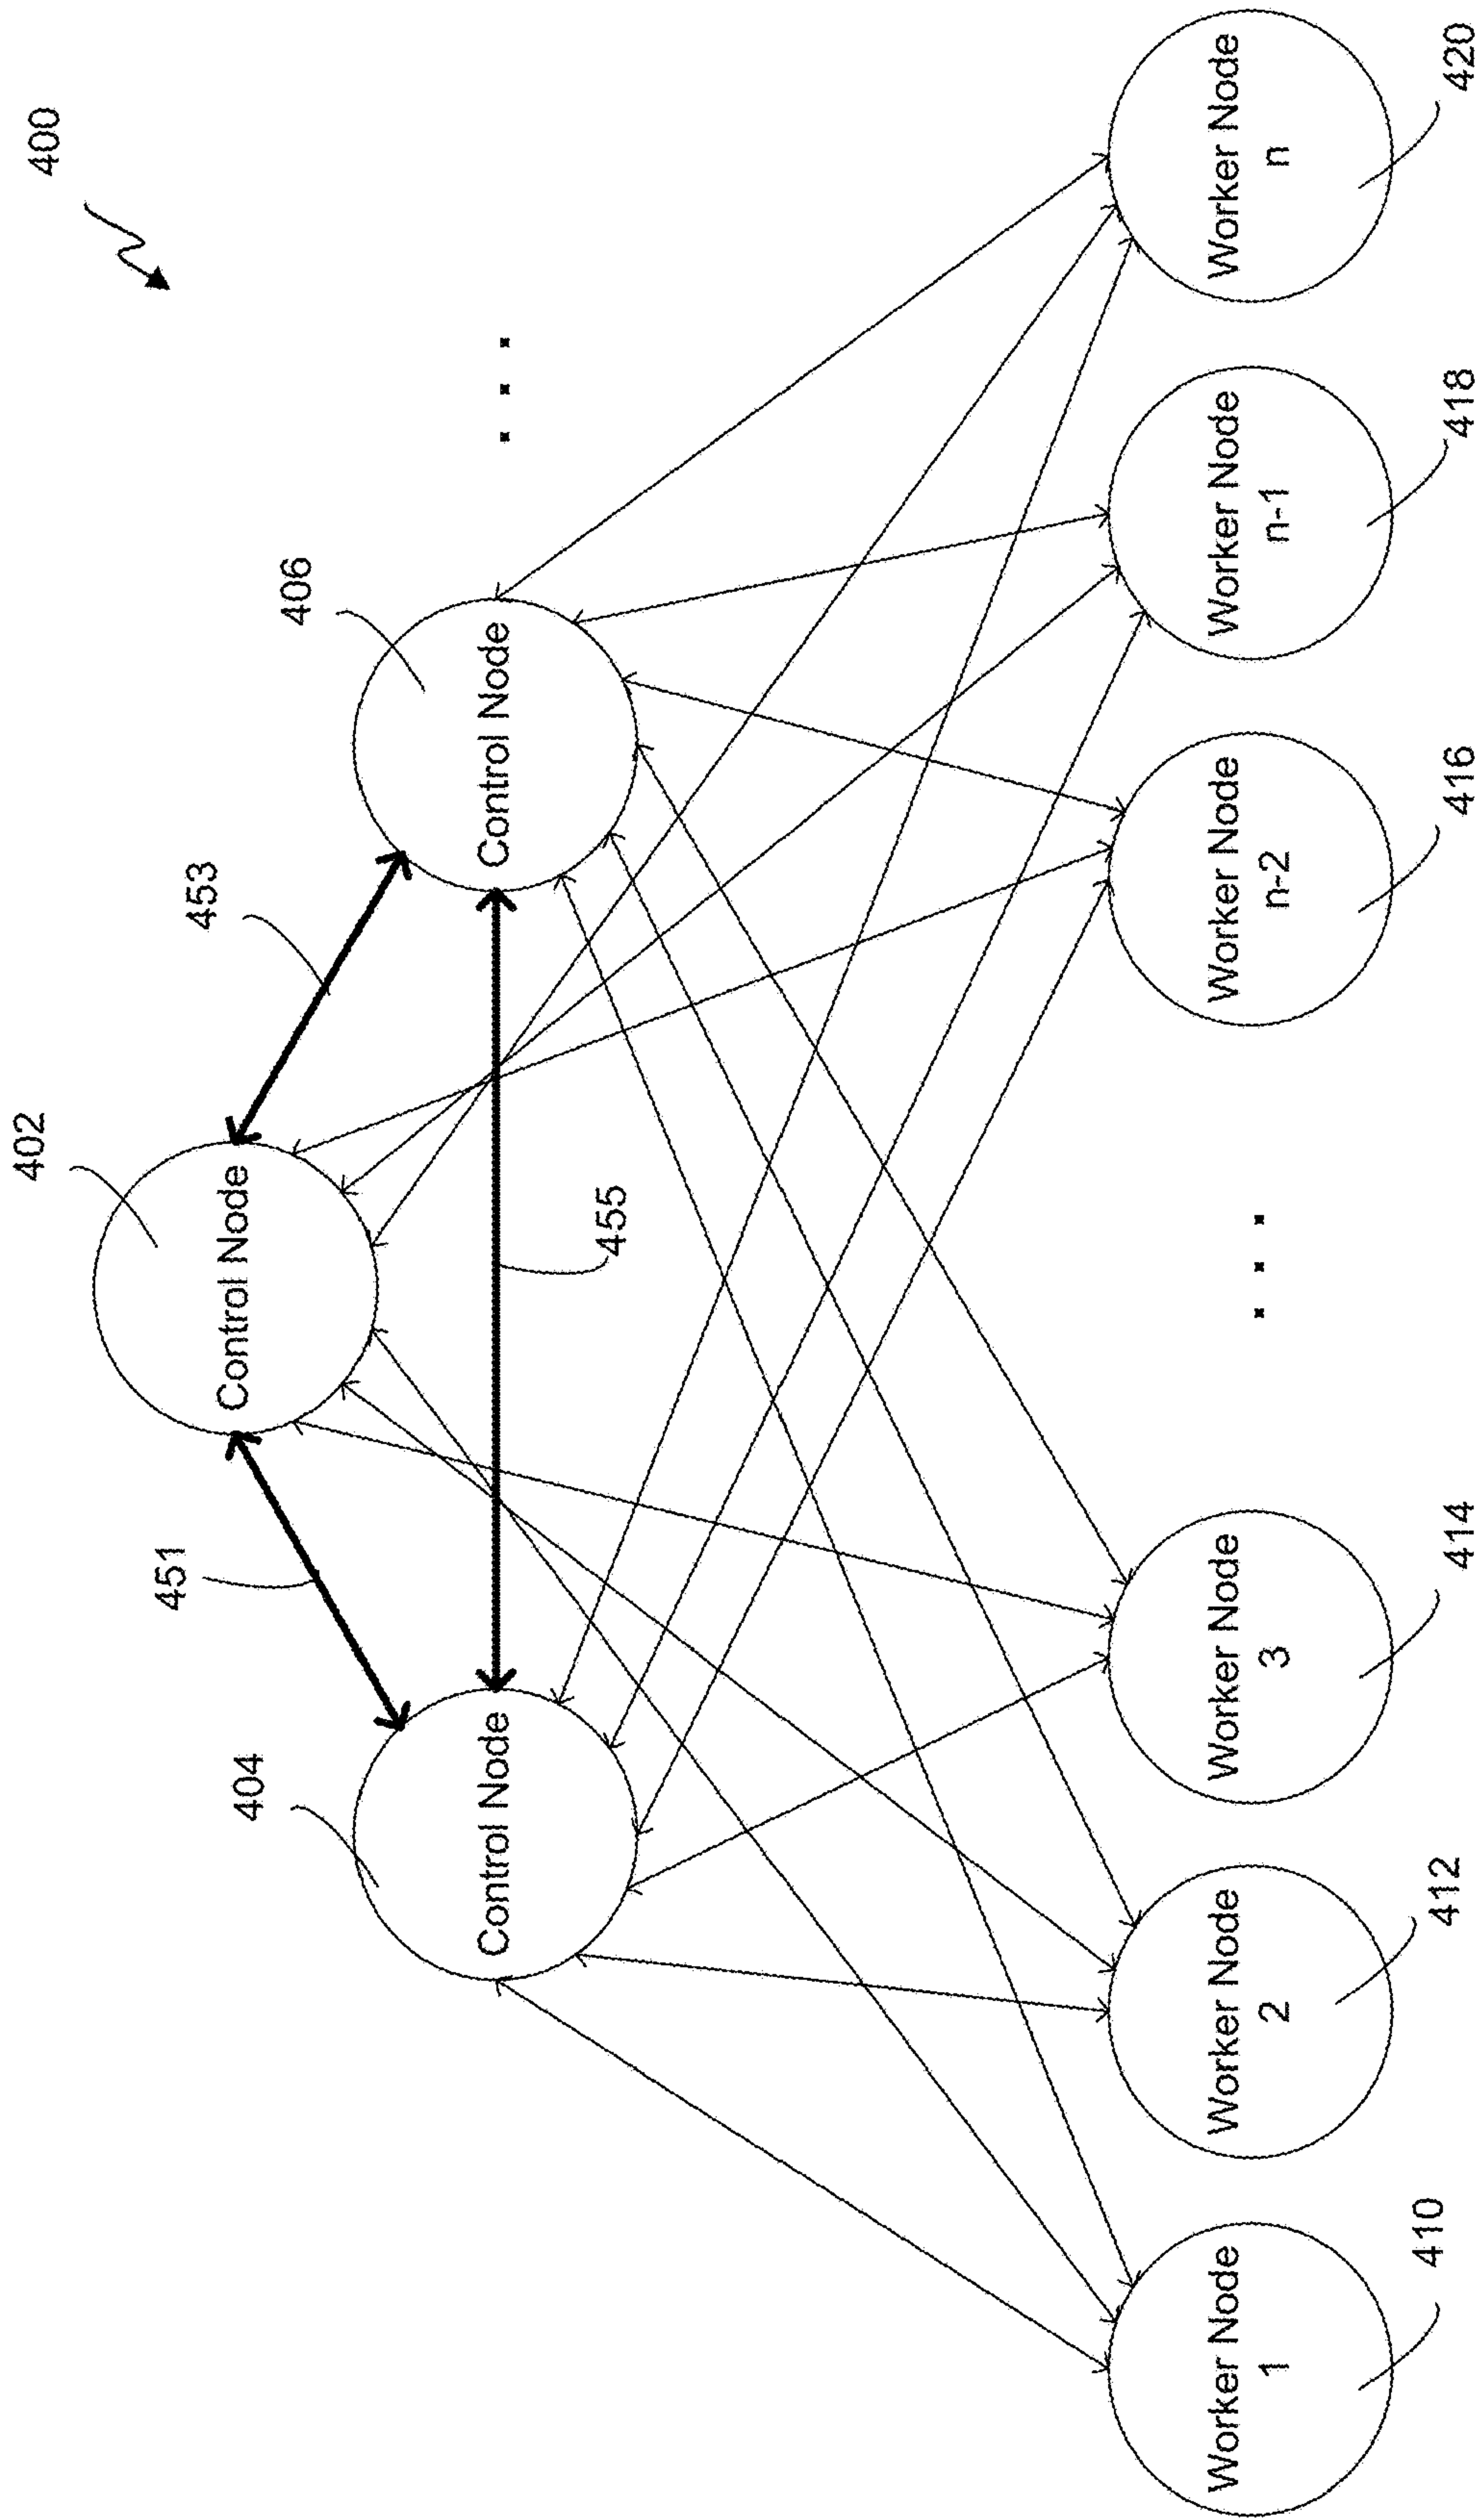 400
402
Control Node
451
453
404
406
Control Node
Control Node
. . .
455
Worker Node
1
Worker Node
2
Worker Node
3
. . .
Worker Node
n-2
Worker Node
n-1
Worker Node
n
410
412
414
416
418
420